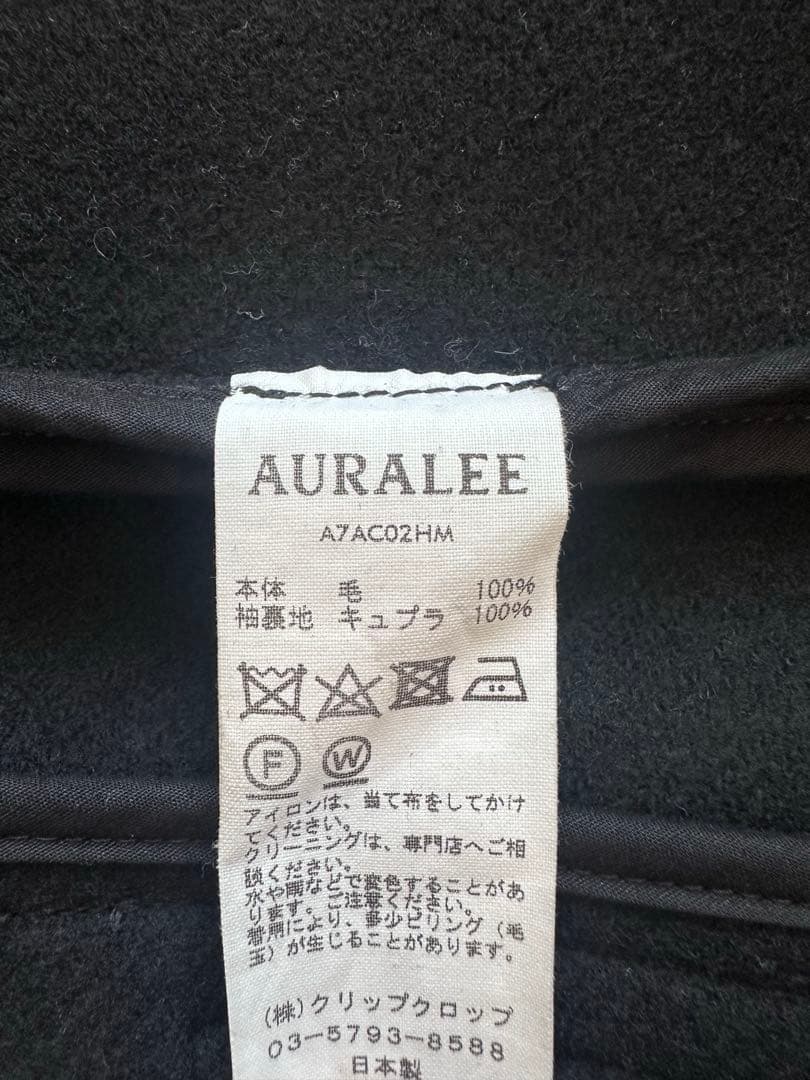 AURALEE
A7AC02HM
本体 毛 100%
袖裏地 キュプラ 100%
F W
アイロンは、当て布をしてかけ
てください。
クリーニングは、専門店へご相
談ください。
水や雨などで変色することがあ
ります。ご注意ください。
着用により、多少ピリング（毛
玉）が生じることがあります。
(株)クリップクロップ
03-5793-8588
日本製